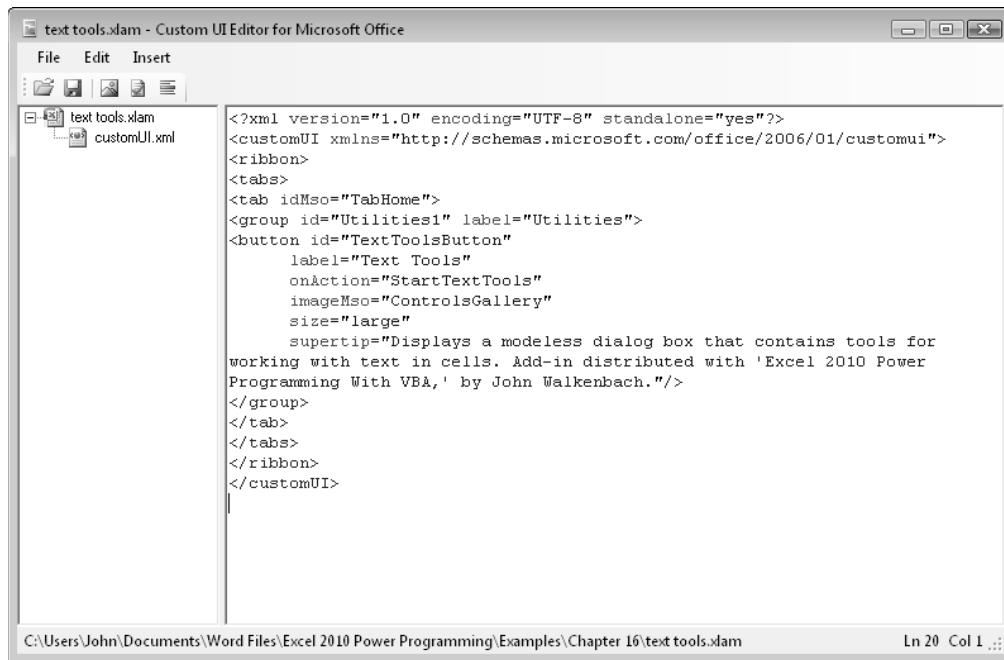 text tools.xlam - Custom UI Editor for Microsoft Office
File Edit Insert
text tools.xlam
customUI.xml
<?xml version="1.0" encoding="UTF-8" standalone="yes"?>
<customUI xmlns="http://schemas.microsoft.com/office/2006/01/customui">
<ribbon>
<tabs>
<tab idMso="TabHome">
<group id="Utilities1" label="Utilities">
<button id="TextToolsButton"
label="Text Tools"
onAction="StartTextTools"
imageMso="ControlsGallery"
size="large"
supertip="Displays a modeless dialog box that contains tools for
working with text in cells. Add-in distributed with 'Excel 2010 Power
Programming With VBA,' by John Walkenbach."/>
</group>
</tab>
</tabs>
</ribbon>
</customUI>
C:\Users\John\Documents\Word Files\Excel 2010 Power Programming\Examples\Chapter 16\text tools.xlam Ln 20 Col 1